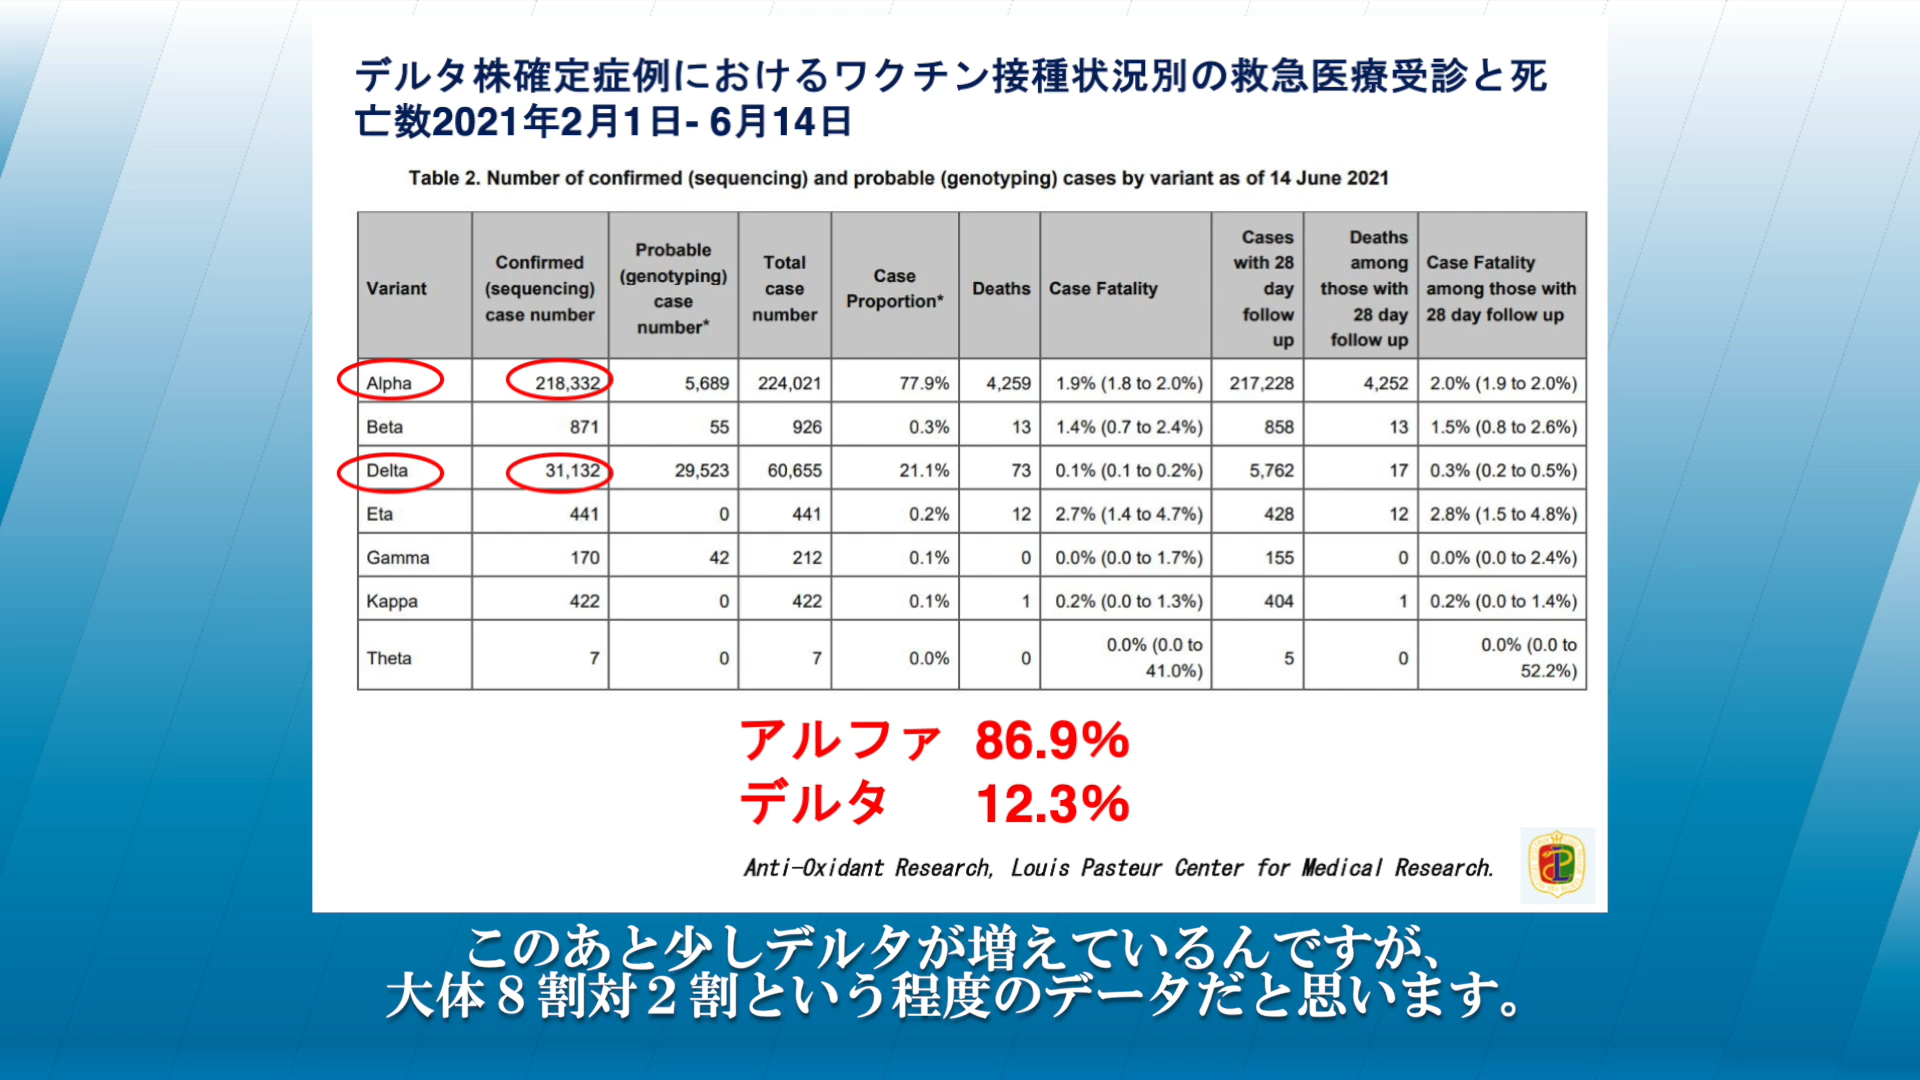 デルタ株確定症例におけるワクチン接種状況別の救急医療受診と死
亡数2021年2月1日- 6月14日
Table 2. Number of confirmed (sequencing) and probable (genotyping) cases by variant as of 14 June 2021
Variant Confirmed (sequencing) case number Probable (genotyping) case number* Total case number Case Proportion* Deaths Case Fatality Cases with 28 day follow up Deaths among those with 28 day follow up Case Fatality among those with 28 day follow up
Alpha 218,332 5,689 224,021 77.9% 4,259 1.9% (1.8 to 2.0%) 217,228 4,252 2.0% (1.9 to 2.0%)
Beta 871 55 926 0.3% 13 1.4% (0.7 to 2.4%) 858 13 1.5% (0.8 to 2.6%)
Delta 31,132 29,523 60,655 21.1% 73 0.1% (0.1 to 0.2%) 5,762 17 0.3% (0.2 to 0.5%)
Eta 441 0 441 0.2% 12 2.7% (1.4 to 4.7%) 428 12 2.8% (1.5 to 4.8%)
Gamma 170 42 212 0.1% 0 0.0% (0.0 to 1.7%) 155 0 0.0% (0.0 to 2.4%)
Kappa 422 0 422 0.1% 1 0.2% (0.0 to 1.3%) 404 1 0.2% (0.0 to 1.4%)
Theta 7 0 7 0.0% 0 0.0% (0.0 to 41.0%) 5 0 0.0% (0.0 to 52.2%)
アルファ 86.9%
デルタ 12.3%
Anti-Oxidant Research, Louis Pasteur Center for Medical Research.
このあと少しデルタが増えているんですが、
大体８割対２割という程度のデータだと思います。